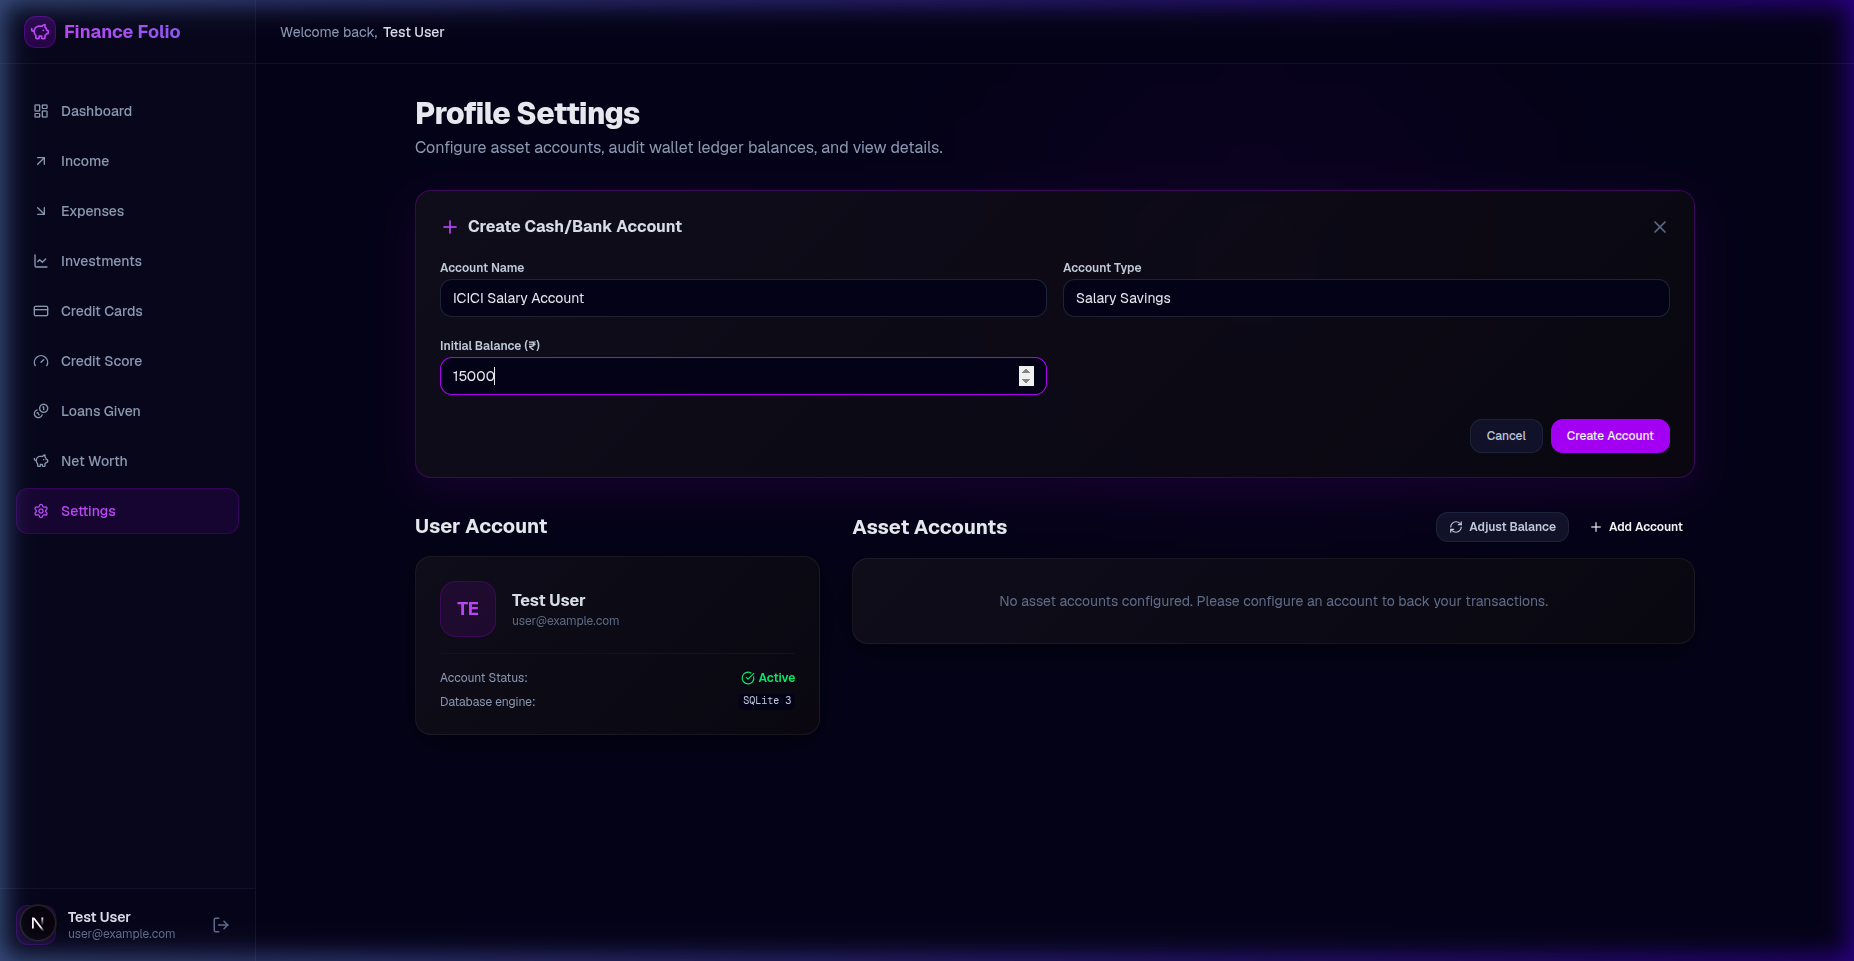 Finance Folio
Welcome back, Test User
Dashboard
Income
Expenses
Investments
Credit Cards
Credit Score
Loans Given
Net Worth
Settings
Profile Settings
Configure asset accounts, audit wallet ledger balances, and view details.
Create Cash/Bank Account
Account Name
ICICI Salary Account
Account Type
Salary Savings
Initial Balance (₹)
15000
Cancel
Create Account
User Account
TE
Test User
user@example.com
Account Status:
Active
Database engine:
SQLite 3
Asset Accounts
Adjust Balance
Add Account
No asset accounts configured. Please configure an account to back your transactions.
N
Test User
user@example.com